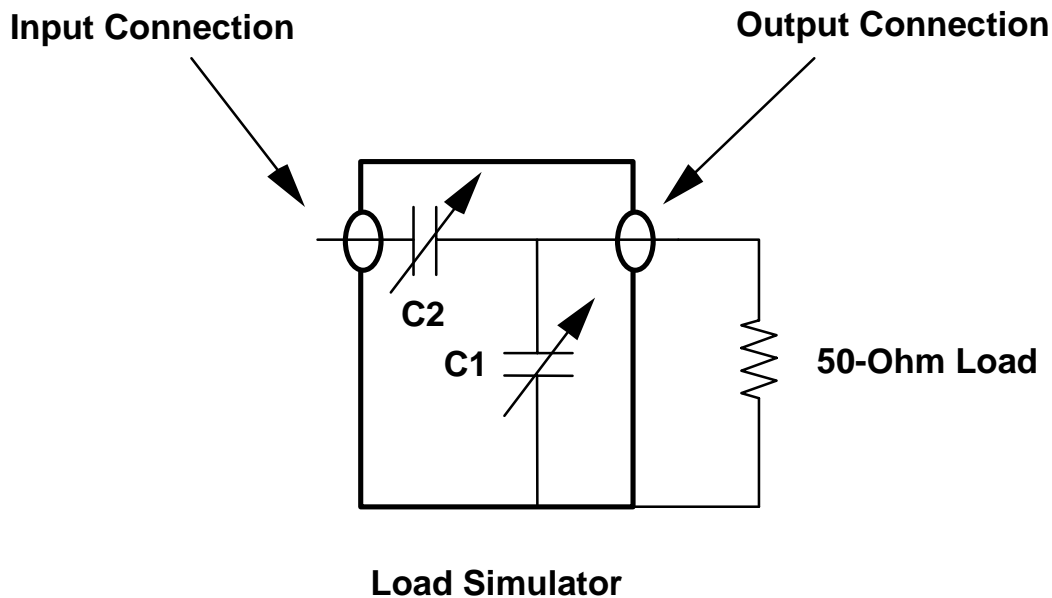 Input Connection
Output Connection
C2
C1
50-Ohm Load
Load Simulator